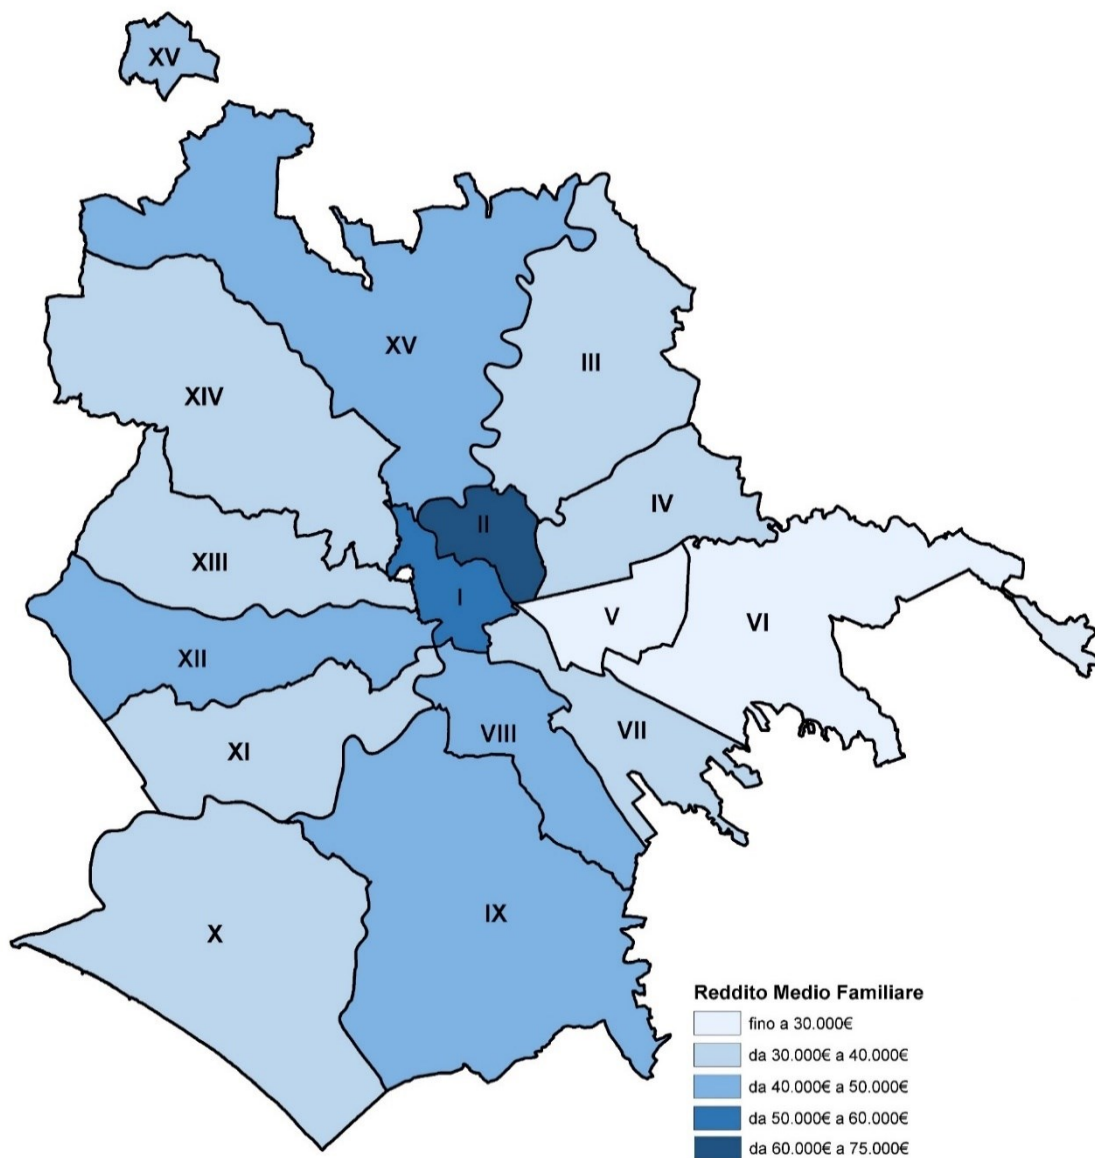 XV
XV
III
XIV
IV
II
XIII
I
V
VI
XII
VII
VIII
XI
IX
X
Reddito Medio Familiare
fino a 30.000€
da 30.000€ a 40.000€
da 40.000€ a 50.000€
da 50.000€ a 60.000€
da 60.000€ a 75.000€